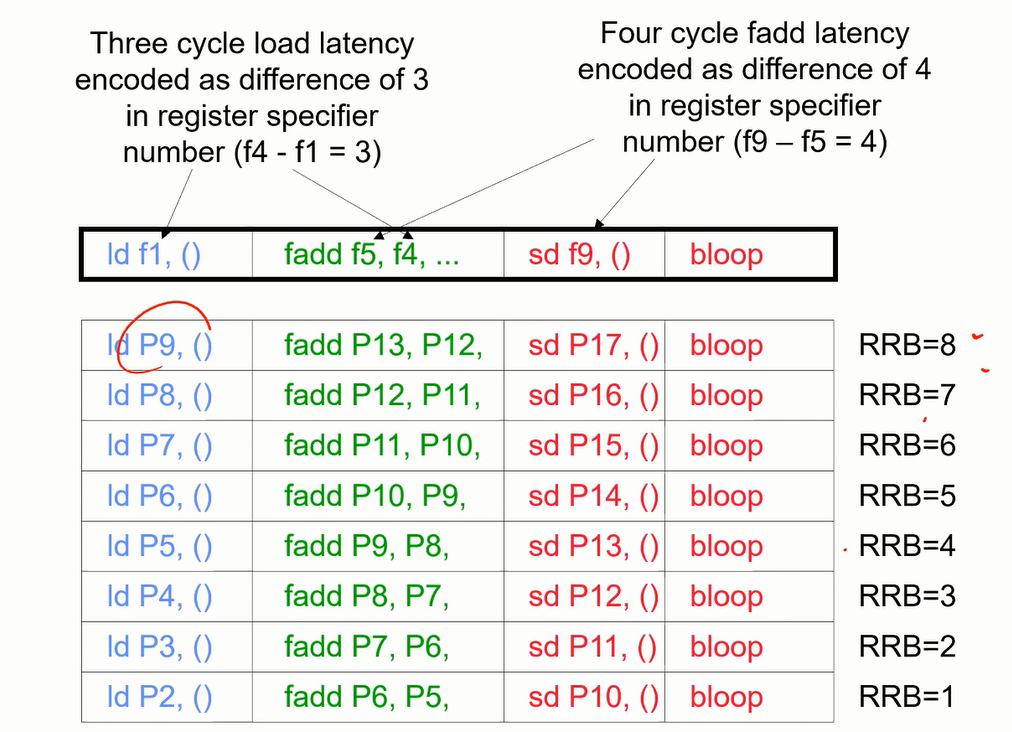 Three cycle load latency
encoded as difference of 3
in register specifier
number (f4 - f1 = 3)
Four cycle fadd latency
encoded as difference of 4
in register specifier
number (f9 – f5 = 4)
ld f1, () fadd f5, f4, ... sd f9, () bloop
ld P9, () fadd P13, P12, sd P17, () bloop RRB=8
ld P8, () fadd P12, P11, sd P16, () bloop RRB=7
ld P7, () fadd P11, P10, sd P15, () bloop RRB=6
ld P6, () fadd P10, P9, sd P14, () bloop RRB=5
ld P5, () fadd P9, P8, sd P13, () bloop RRB=4
ld P4, () fadd P8, P7, sd P12, () bloop RRB=3
ld P3, () fadd P7, P6, sd P11, () bloop RRB=2
ld P2, () fadd P6, P5, sd P10, () bloop RRB=1